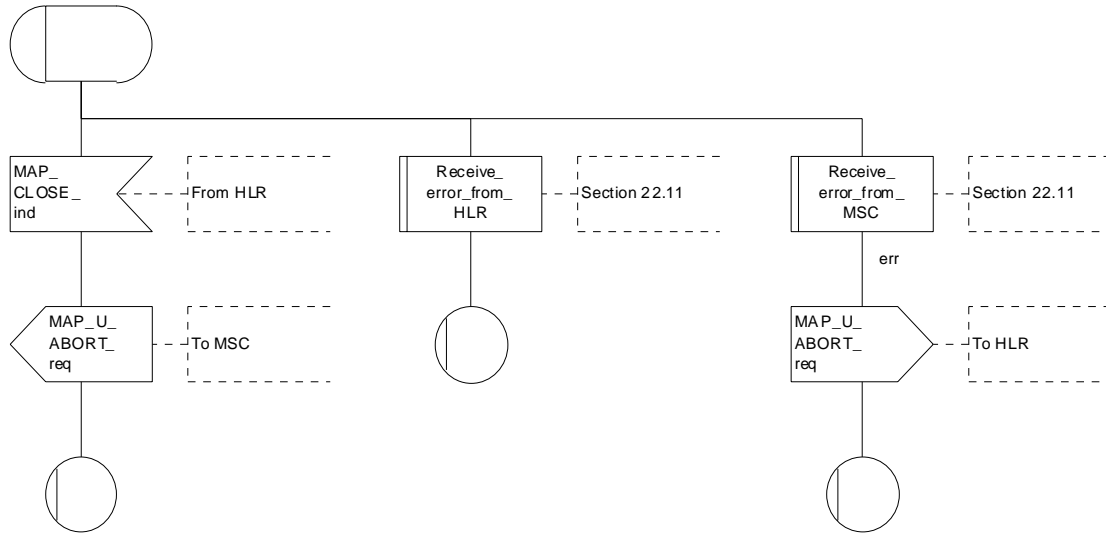 MAP_
CLOSE_
ind
From HLR
Receive_
error_from_
HLR
Section 22.11
Receive_
error_from_
MSC
Section 22.11
err
MAP_U_
ABORT_
req
To MSC
MAP_U_
ABORT_
req
To HLR